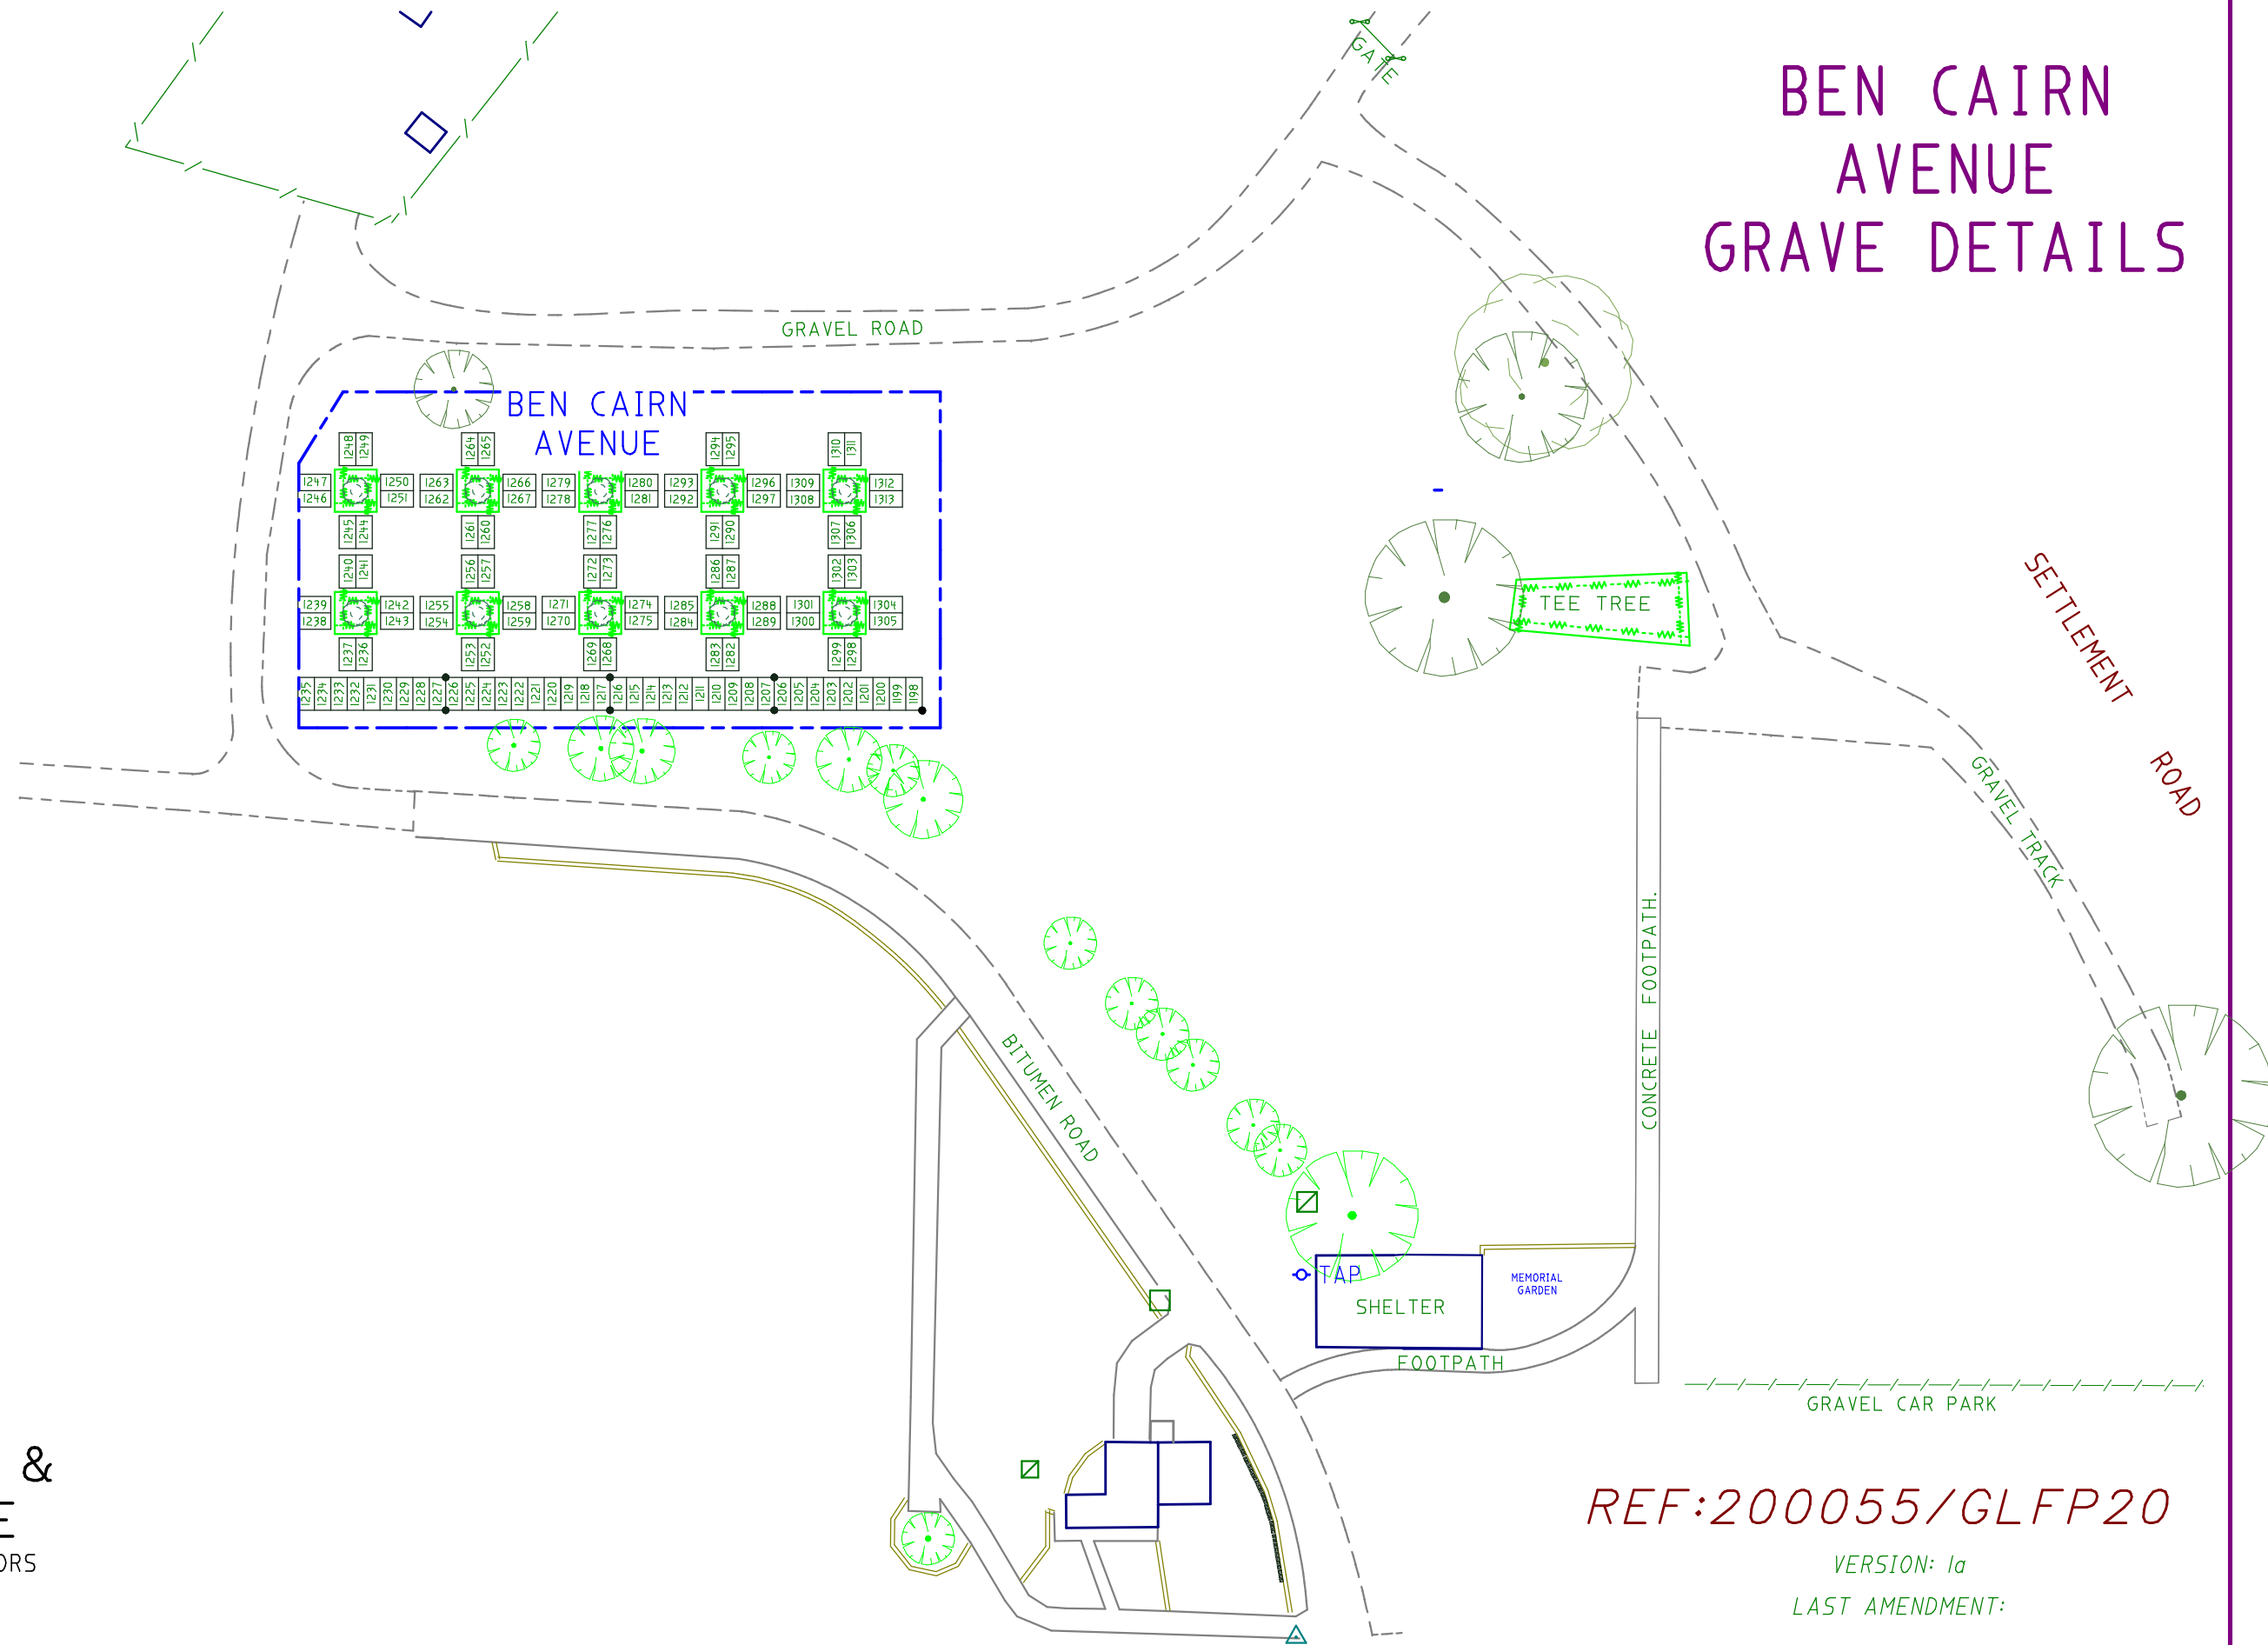 GATE
BEN CAIRN
AVENUE
GRAVE DETAILS
GRAVEL ROAD
BEN CAIRN
AVENUE
1248 1249 1264 1265 1294 1295 1310 1311
1247 1250 1263 1266 1279 1280 1293 1296 1309 1312
1246 1251 1262 1267 1278 1281 1292 1297 1308 1313
1245 1244 1261 1260 1277 1276 1291 1290 1307 1306
1240 1241 1256 1257 1272 1273 1286 1287 1302 1303
1239 1242 1255 1258 1271 1274 1285 1288 1301 1304
1238 1243 1254 1259 1270 1275 1284 1289 1300 1305
1237 1236 1253 1252 1269 1268 1283 1282 1299 1298
1235 1234 1233 1232 1231 1230 1229 1228 1227 1226 1225 1224 1223 1222 1221 1220 1219 1218 1217 1216 1215 1214 1213 1212 1211 1210 1209 1208 1207 1206 1205 1204 1203 1202 1201 1200 1199 1198
TEE TREE
SETTLEMENT ROAD
GRAVEL TRACK
CONCRETE FOOTPATH.
BITUMEN ROAD
TAP
SHELTER
MEMORIAL
GARDEN
FOOTPATH
GRAVEL CAR PARK
&
E
ORS
REF:200055/GLFP20
VERSION: 1a
LAST AMENDMENT: